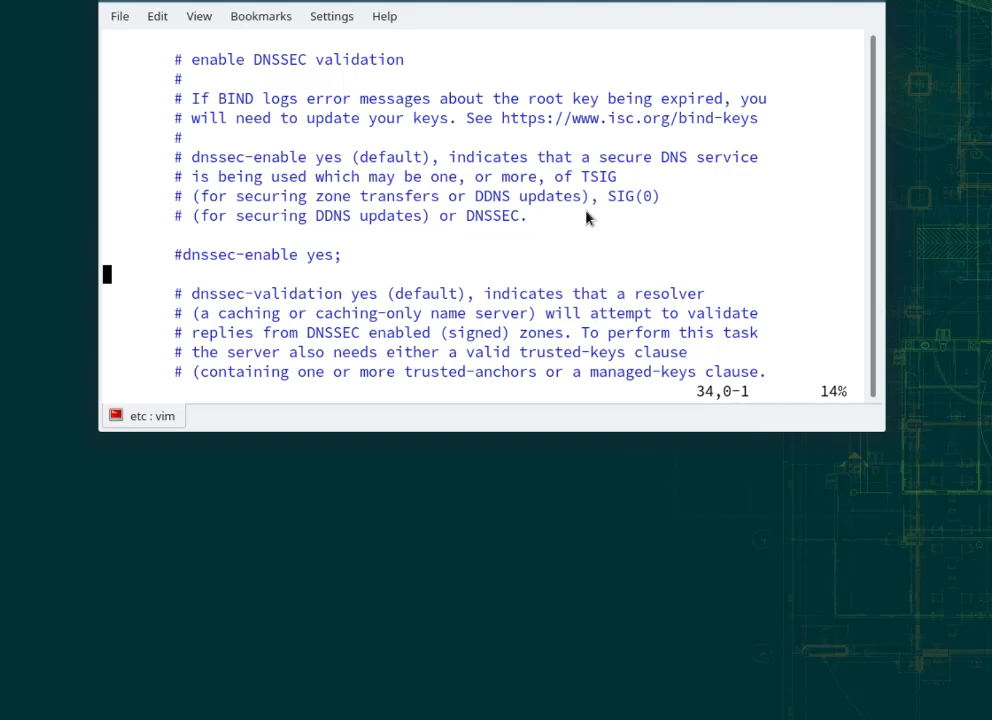 File Edit View Bookmarks Settings Help
# enable DNSSEC validation
#
# If BIND logs error messages about the root key being expired, you
# will need to update your keys. See https://www.isc.org/bind-keys
#
# dnssec-enable yes (default), indicates that a secure DNS service
# is being used which may be one, or more, of TSIG
# (for securing zone transfers or DDNS updates), SIG(0)
# (for securing DDNS updates) or DNSSEC.
#dnssec-enable yes;
# dnssec-validation yes (default), indicates that a resolver
# (a caching or caching-only name server) will attempt to validate
# replies from DNSSEC enabled (signed) zones. To perform this task
# the server also needs either a valid trusted-keys clause
# (containing one or more trusted-anchors or a managed-keys clause.
34,0-1 14%
etc : vim